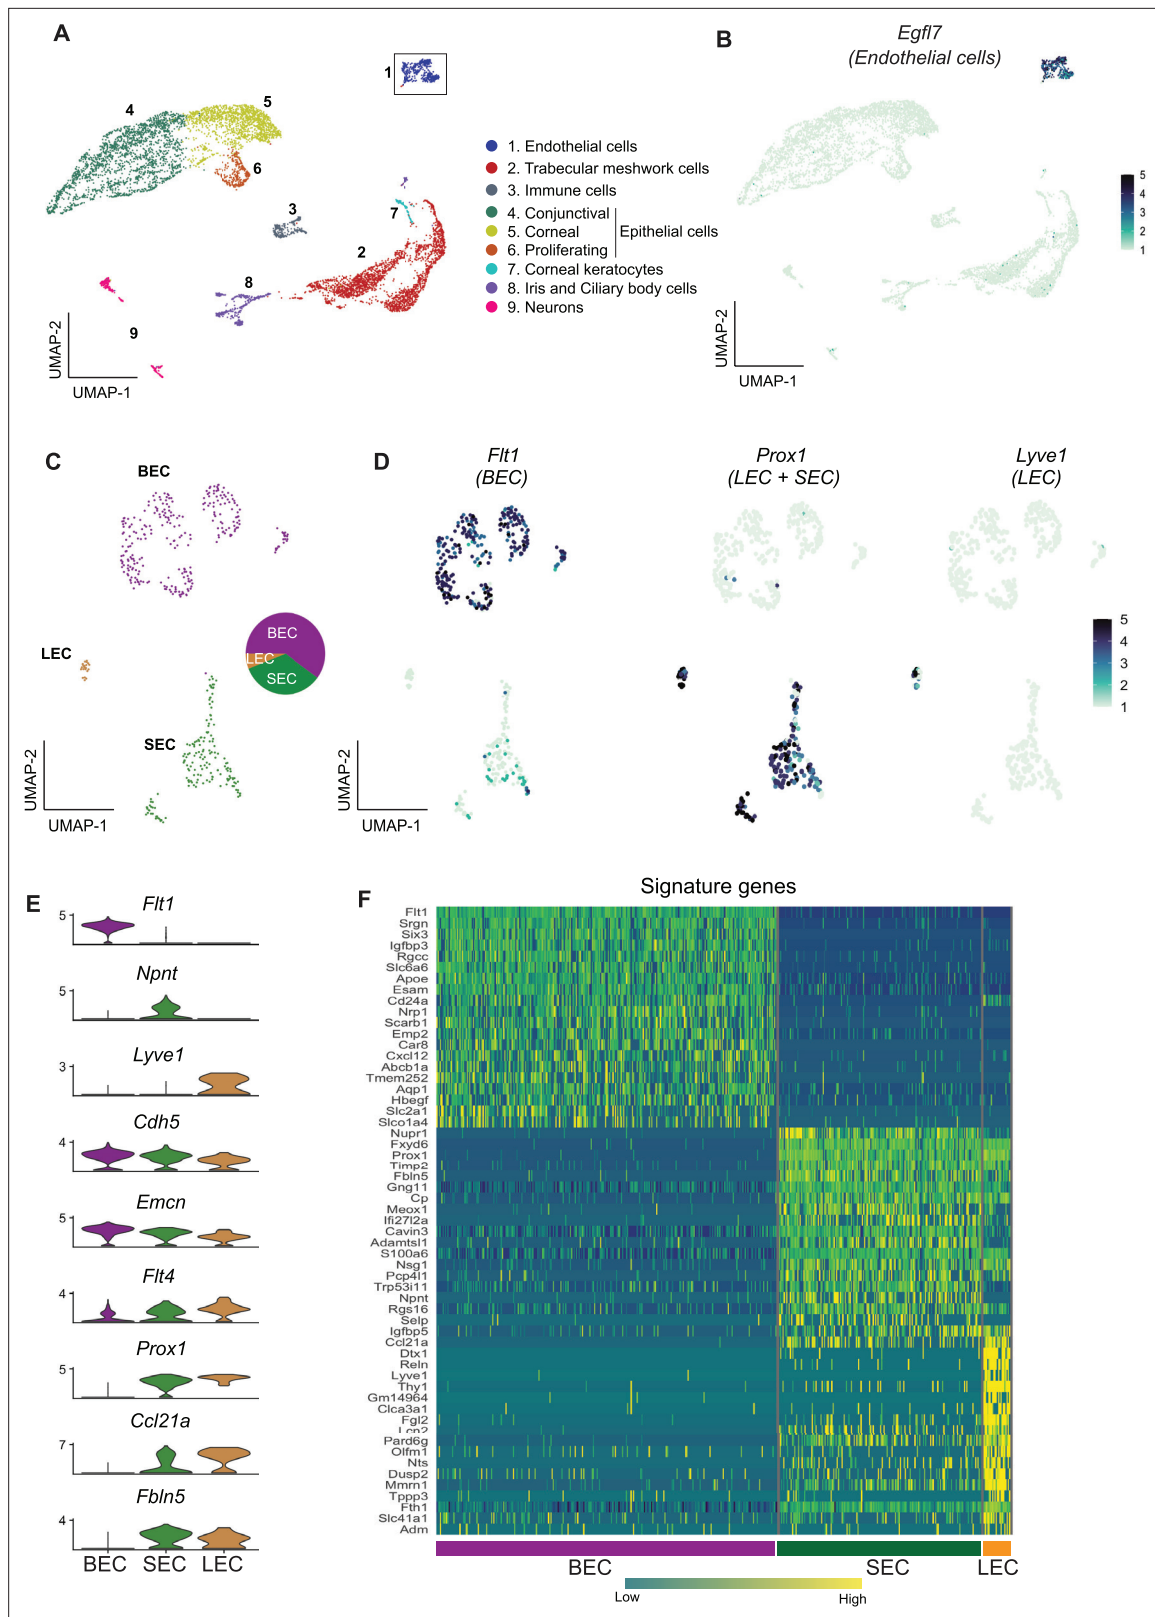 A
1
4
5
6
3
7
2
8
9
UMAP-2
UMAP-1
1. Endothelial cells
2. Trabecular meshwork cells
3. Immune cells
4. Conjunctival
5. Corneal
6. Proliferating
Epithelial cells
7. Corneal keratocytes
8. Iris and Ciliary body cells
9. Neurons
B
Egfl7
(Endothelial cells)
5
4
3
2
1
UMAP-2
UMAP-1
C
BEC
LEC
SEC
BEC
LEC
SEC
UMAP-2
UMAP-1
D
Flt1
(BEC)
Prox1
(LEC + SEC)
Lyve1
(LEC)
5
4
3
2
1
UMAP-2
UMAP-1
E
Flt1
5
Npnt
5
Lyve1
3
Cdh5
4
Emcn
5
Flt4
4
Prox1
5
Ccl21a
7
Fbln5
4
BEC SEC LEC
F
Signature genes
Flt1
Srgn
Six3
Igfbp3
Rgcc
Slc6a6
Apoe
Esam
Cd24a
Nrp1
Scarb1
Emp2
Car8
Cxcl12
Abcb1a
Tmem252
Aqp1
Hbegf
Slc2a1
Slco1a4
Nupr1
Fxyd6
Prox1
Timp2
Fbln5
Gng11
Cp
Meox1
Ifi27l2a
Cavin3
Adamtsl1
S100a6
Nsg1
Pcp4l1
Trp53i11
Npnt
Rgs16
Selp
Igfbp5
Ccl21a
Dtx1
Reln
Lyve1
Thy1
Gm14964
Clca3a1
Fgl2
Lcn2
Pard6g
Olfm1
Nts
Dusp2
Mmrn1
Tppp3
Fth1
Slc41a1
Adm
BEC SEC LEC
Low High